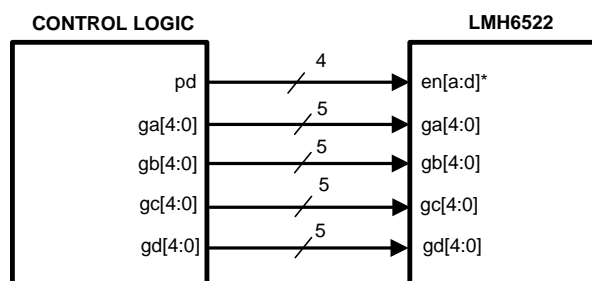 CONTROL LOGIC LMH6522
pd 4 en[a:d]*
ga[4:0] 5 ga[4:0]
gb[4:0] 5 gb[4:0]
gc[4:0] 5 gc[4:0]
gd[4:0] 5 gd[4:0]